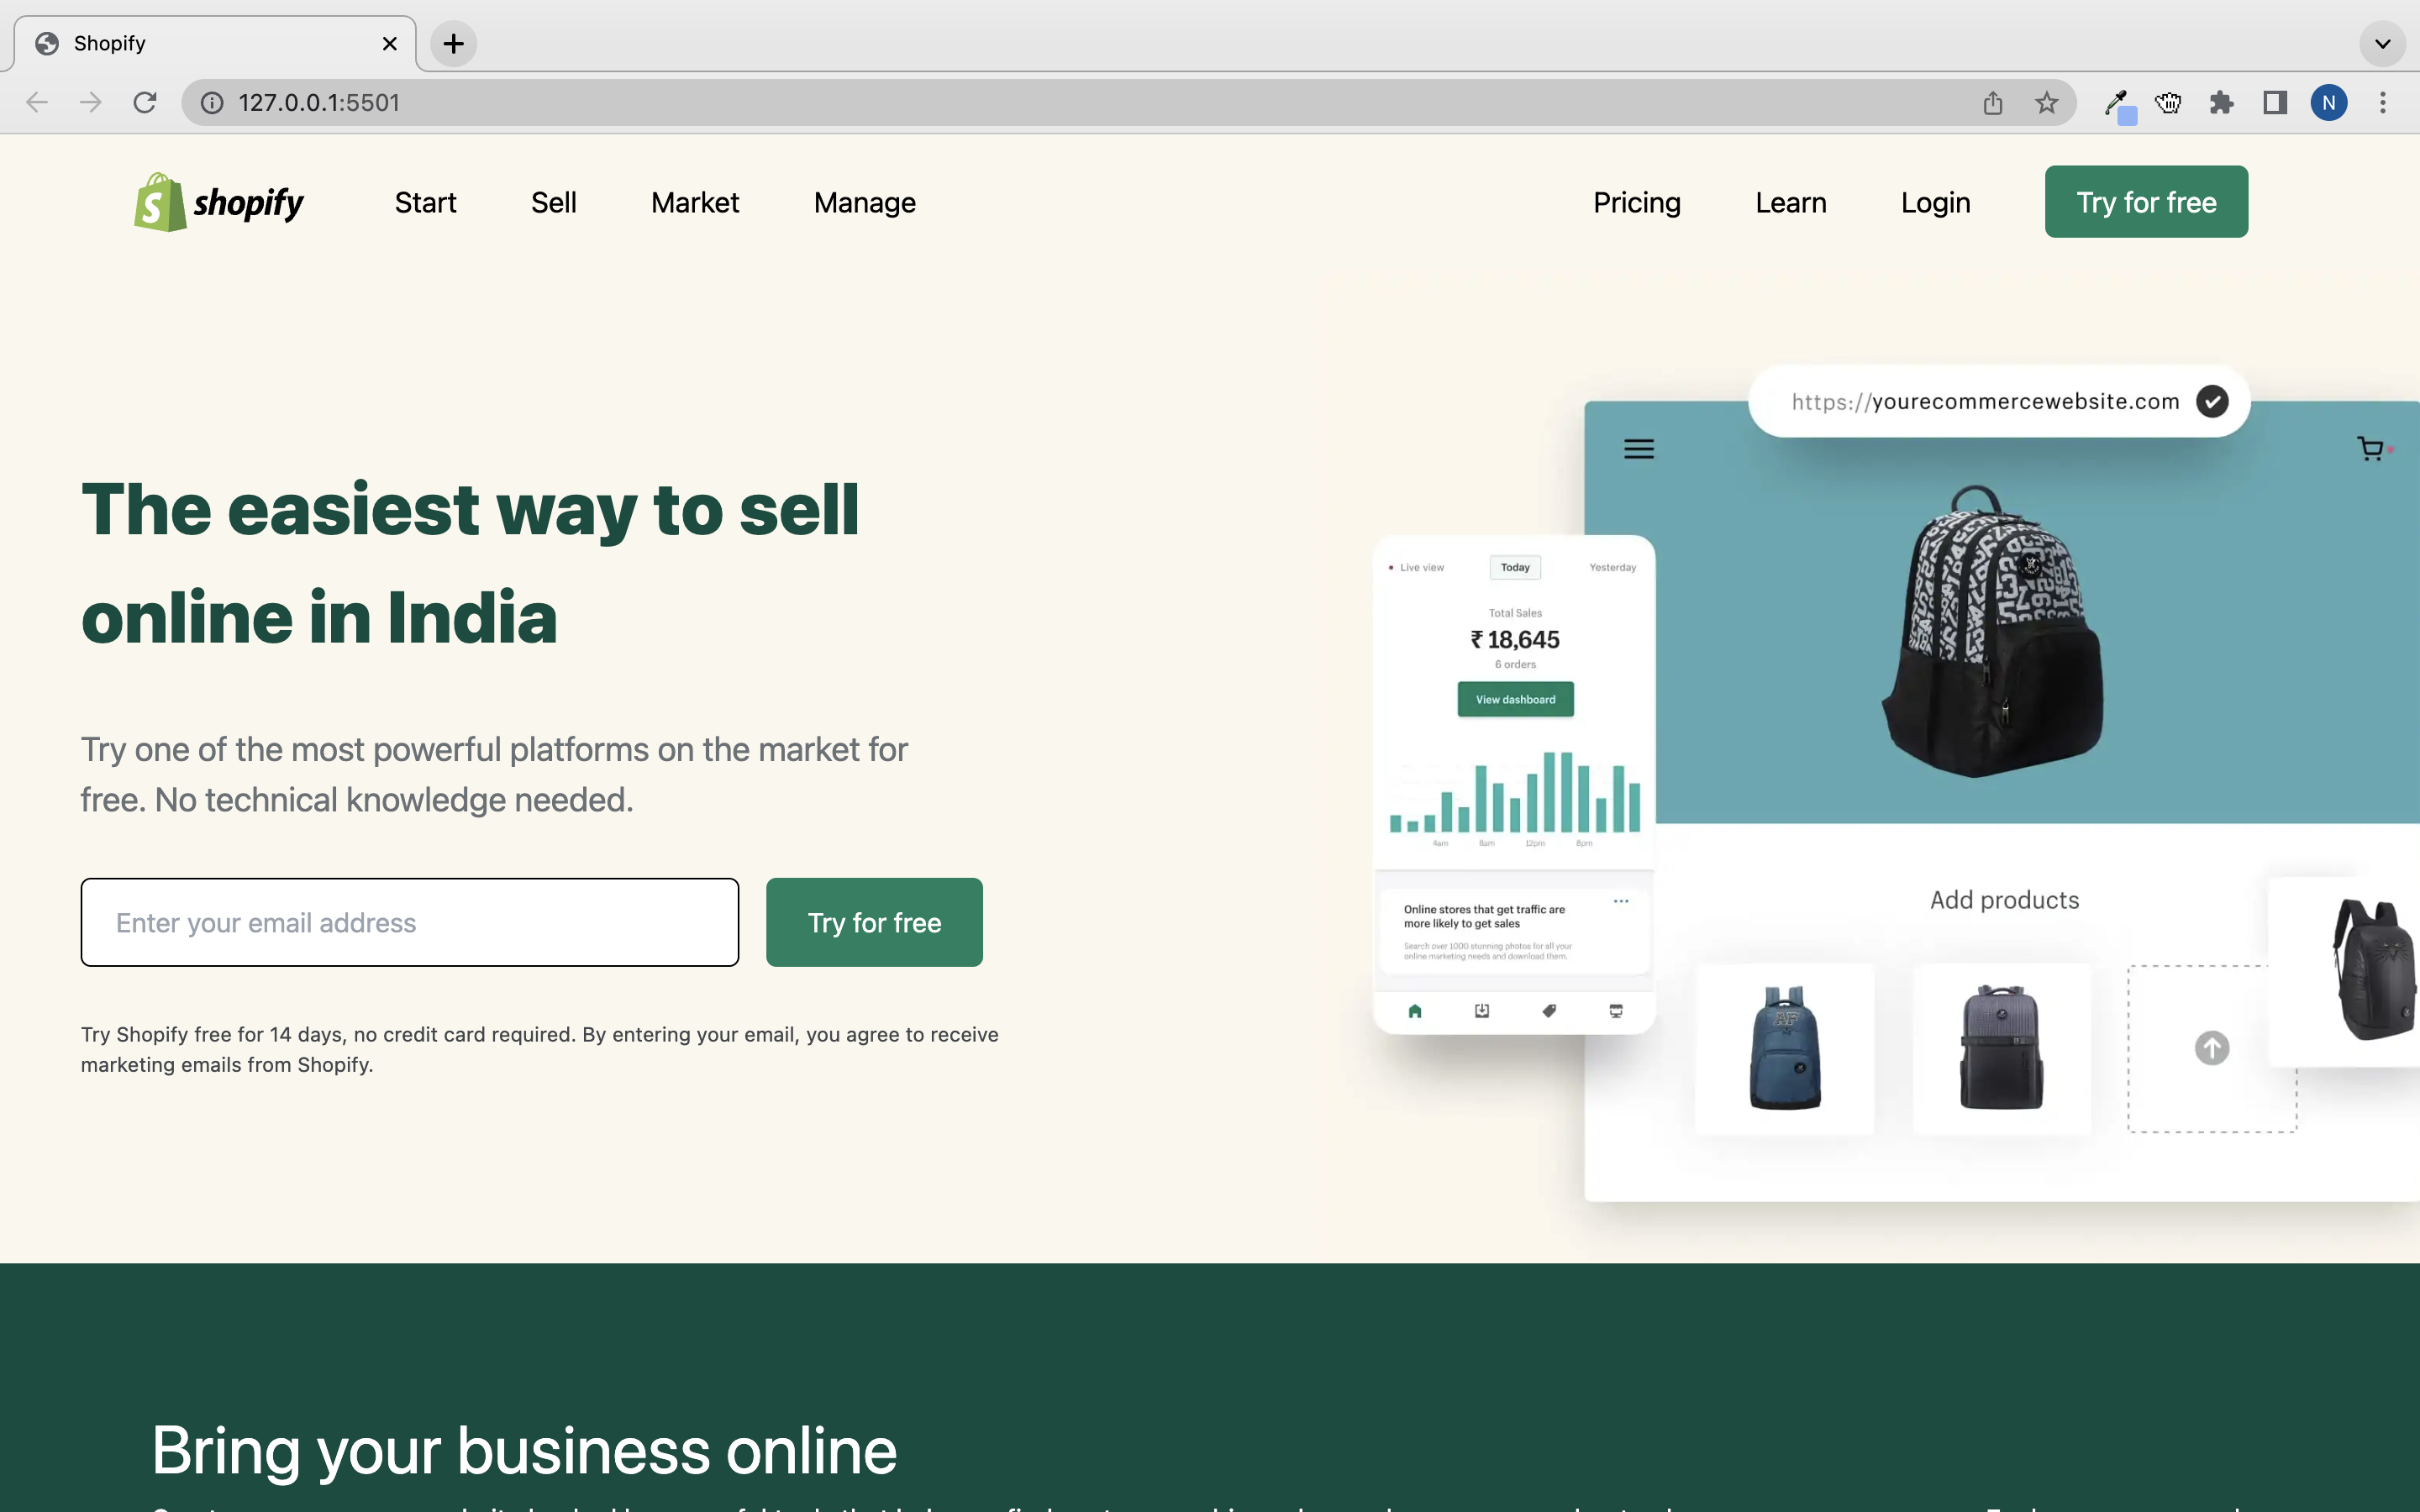 Shopify
127.0.0.1:5501
N
shopify
Start Sell Market Manage
Pricing Learn Login Try for free
The easiest way to sell
online in India
Try one of the most powerful platforms on the market for
free. No technical knowledge needed.
Enter your email address
Try for free
Try Shopify free for 14 days, no credit card required. By entering your email, you agree to receive
marketing emails from Shopify.
https://yourecommercewebsite.com
Live view Today Yesterday
Total Sales
₹ 18,645
6 orders
View dashboard
4am 8am 12pm 8pm
Online stores that get traffic are
more likely to get sales
Search over 1000 stunning photos for all your
online marketing needs and download them.
Add products
Bring your business online